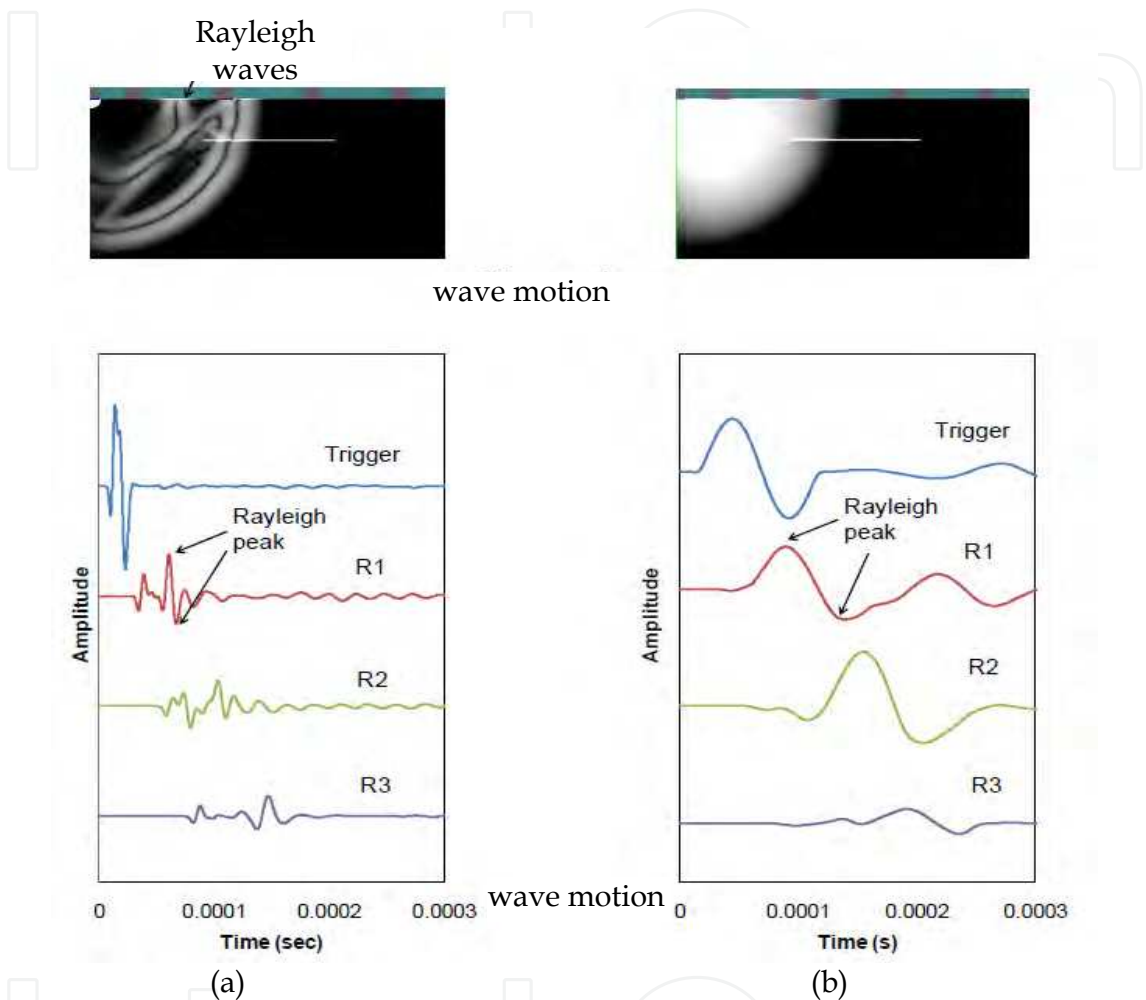 Rayleigh
waves
wave motion
Trigger
Rayleigh
peak
R1
R2
R3
Amplitude
0 0.0001 0.0002 0.0003
Time (sec)
(a)
Trigger
Rayleigh
peak
R1
R2
R3
Amplitude
wave motion
0 0.0001 0.0002 0.0003
Time (s)
(b)